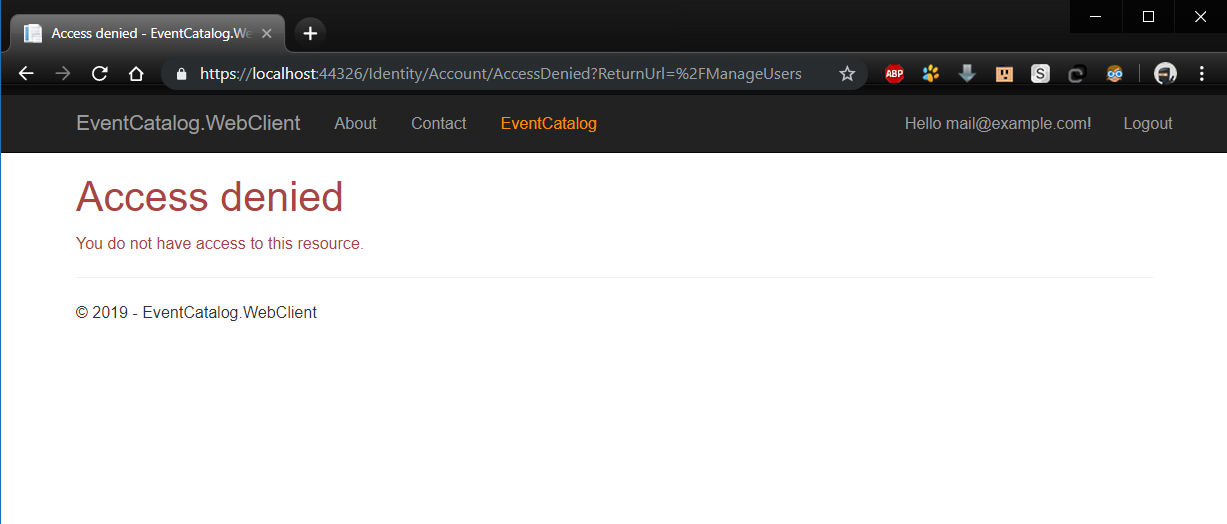 Access denied - EventCatalog.We
https://localhost:44326/Identity/Account/AccessDenied?ReturnUrl=%2FManageUsers
ABP
S
EventCatalog.WebClient About Contact EventCatalog Hello mail@example.com! Logout
Access denied
You do not have access to this resource.
© 2019 - EventCatalog.WebClient